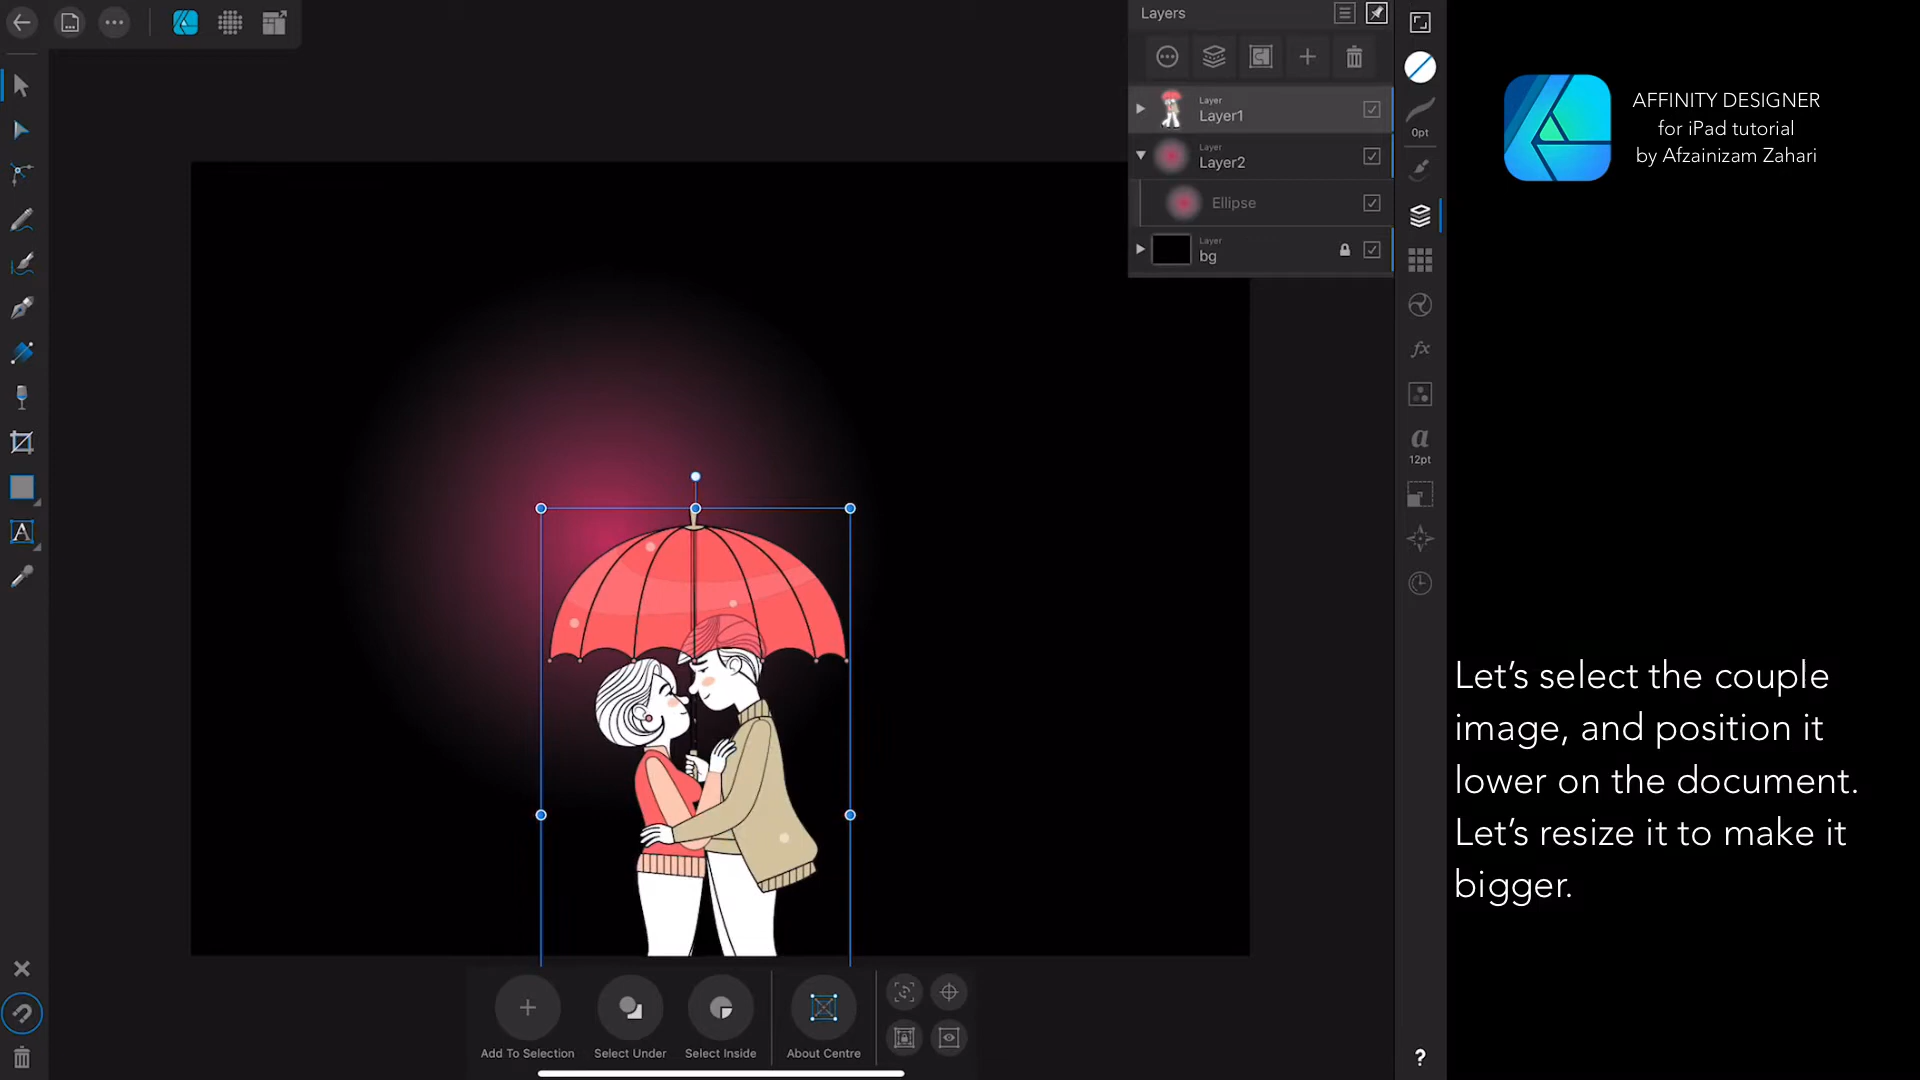 Layers
Layer
Layer1
Layer
Layer2
Ellipse
Layer
bg
0pt
fx
a
12pt
A
?
Add To Selection
Select Under
Select Inside
About Centre
AFFINITY DESIGNER
for iPad tutorial
by Afzainizam Zahari
Let’s select the couple
image, and position it
lower on the document.
Let’s resize it to make it
bigger.